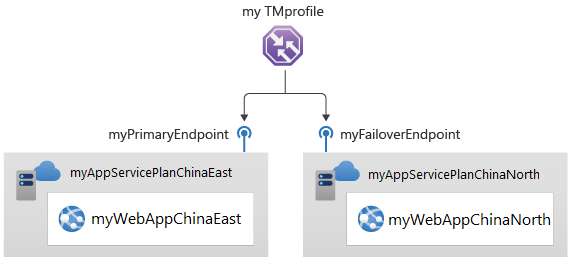 my TMprofile
myPrimaryEndpoint
myFailoverEndpoint
myAppServicePlanChinaEast
myAppServicePlanChinaNorth
myWebAppChinaEast
myWebAppChinaNorth